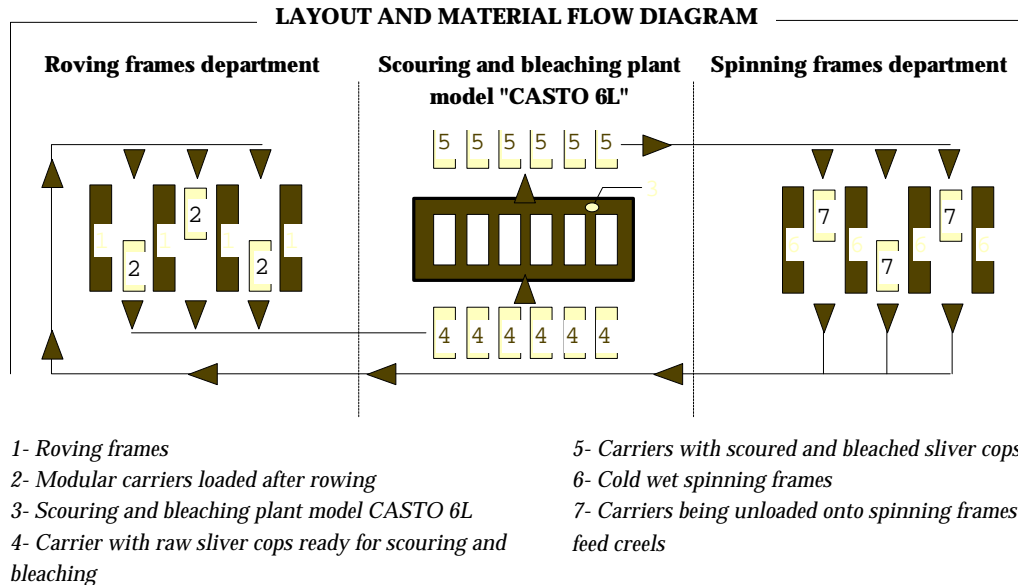 LAYOUT AND MATERIAL FLOW DIAGRAM
Roving frames department
Scouring and bleaching plant
model "CASTO 6L"
Spinning frames department
5 5 5 5 5 5
3
1 2 1 2 1 2 1
6 7 6 7 6 7 6
4 4 4 4 4 4
1- Roving frames
2- Modular carriers loaded after rowing
3- Scouring and bleaching plant model CASTO 6L
4- Carrier with raw sliver cops ready for scouring and
bleaching
5- Carriers with scoured and bleached sliver cops
6- Cold wet spinning frames
7- Carriers being unloaded onto spinning frames
feed creels